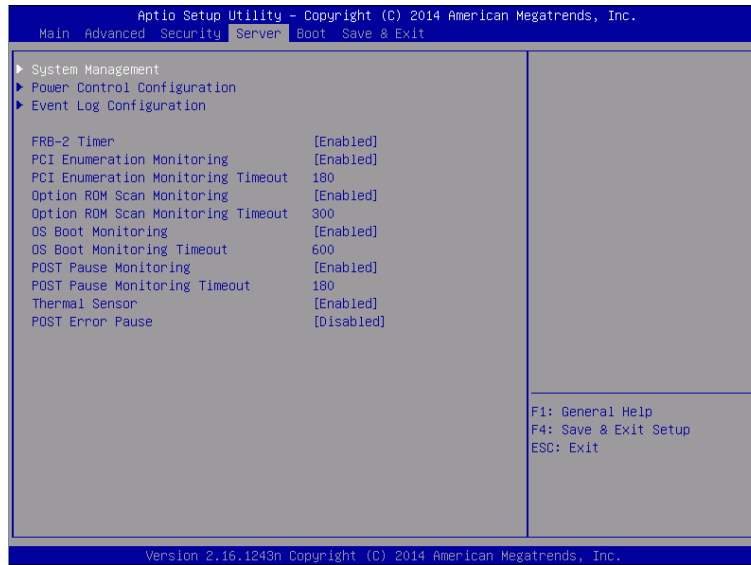 Aptio Setup Utility – Copyright (C) 2014 American Megatrends, Inc.
Main Advanced Security Server Boot Save & Exit
System Management
Power Control Configuration
Event Log Configuration
FRB-2 Timer [Enabled]
PCI Enumeration Monitoring [Enabled]
PCI Enumeration Monitoring Timeout 180
Option ROM Scan Monitoring [Enabled]
Option ROM Scan Monitoring Timeout 300
OS Boot Monitoring [Enabled]
OS Boot Monitoring Timeout 600
POST Pause Monitoring [Enabled]
POST Pause Monitoring Timeout 180
Thermal Sensor [Enabled]
POST Error Pause [Disabled]
F1: General Help
F4: Save & Exit Setup
ESC: Exit
Version 2.16.1243n Copyright (C) 2014 American Megatrends, Inc.